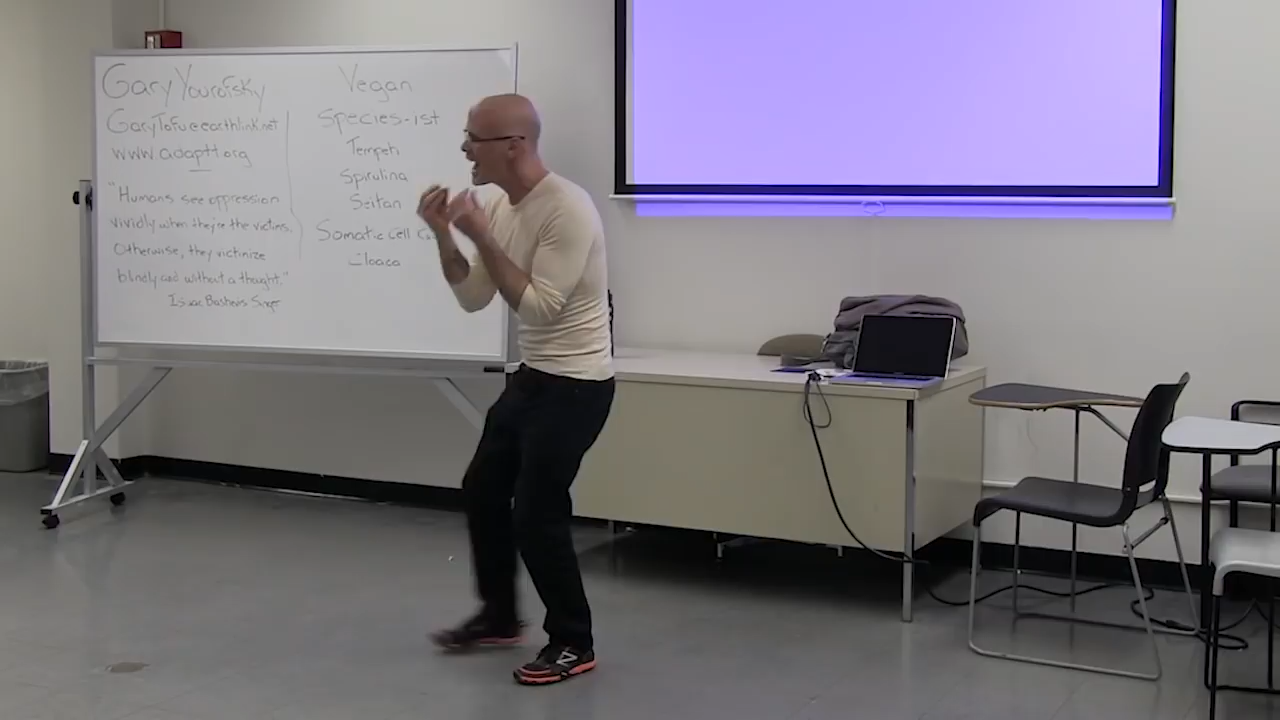 Gary Yourofsky
GaryTofu@earthlink.net
www.adaptt.org
"Humans see oppression
vividly when they're the victims.
Otherwise, they victimize
blindly and without a thought."
Isaac Bashevis Singer
Vegan
Species-ist
Tempeh
Spirulina
Seitan
Somatic Cell
Cloaca
N